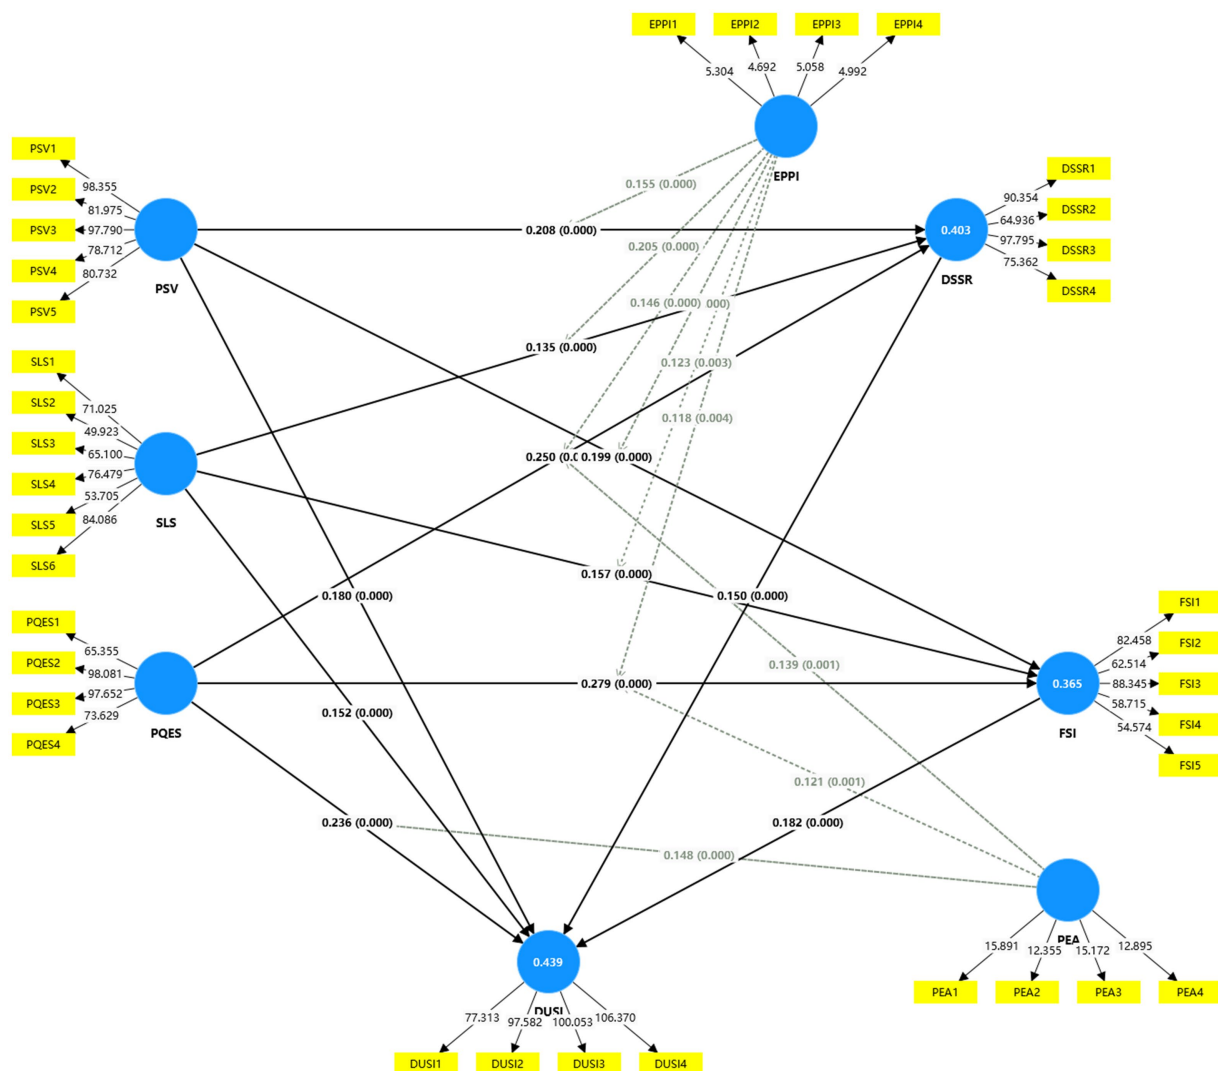 EPPI1 EPPI2 EPPI3 EPPI4
5.304 4.692 5.058 4.992
EPPI
PSV1
PSV2
PSV3
PSV4
PSV5
98.355
81.975
97.790
78.712
80.732
PSV
0.155 (0.000)
0.208 (0.000)
0.205 (0.000)
0.146 (0.000)
000)
0.135 (0.000)
0.123 (0.003)
0.118 (0.004)
0.403
DSSR
DSSR1
DSSR2
DSSR3
DSSR4
90.354
64.936
97.795
75.362
SLS1
SLS2
SLS3
SLS4
SLS5
SLS6
71.025
49.923
65.100
76.479
53.705
84.086
SLS
0.250 (0.0
0.199 (0.000)
0.157 (0.000)
0.180 (0.000)
0.150 (0.000)
PQES1
PQES2
PQES3
PQES4
65.355
98.081
97.652
73.629
PQES
0.139 (0.001)
0.279 (0.000)
0.152 (0.000)
0.365
FSI
FSI1
FSI2
FSI3
FSI4
FSI5
82.458
62.514
88.345
58.715
54.574
0.121 (0.001)
0.236 (0.000)
0.182 (0.000)
0.148 (0.000)
PEA
15.891 12.355 15.172 12.895
PEA1 PEA2 PEA3 PEA4
0.439
DUSI
77.313 97.582 100.053 106.370
DUSI1 DUSI2 DUSI3 DUSI4